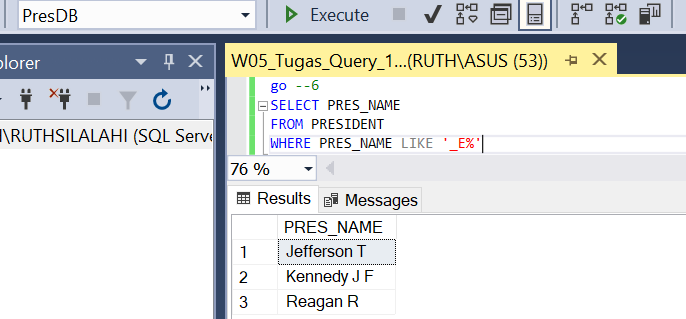 PresDB
Execute
plorer
W05_Tugas_Query_1...(RUTH\ASUS (53))
\RUTHSILALAHI (SQL Serve
go --6
SELECT PRES_NAME
FROM PRESIDENT
WHERE PRES_NAME LIKE '_E%'
76 %
Results
Messages
PRES_NAME
1 Jefferson T
2 Kennedy J F
3 Reagan R